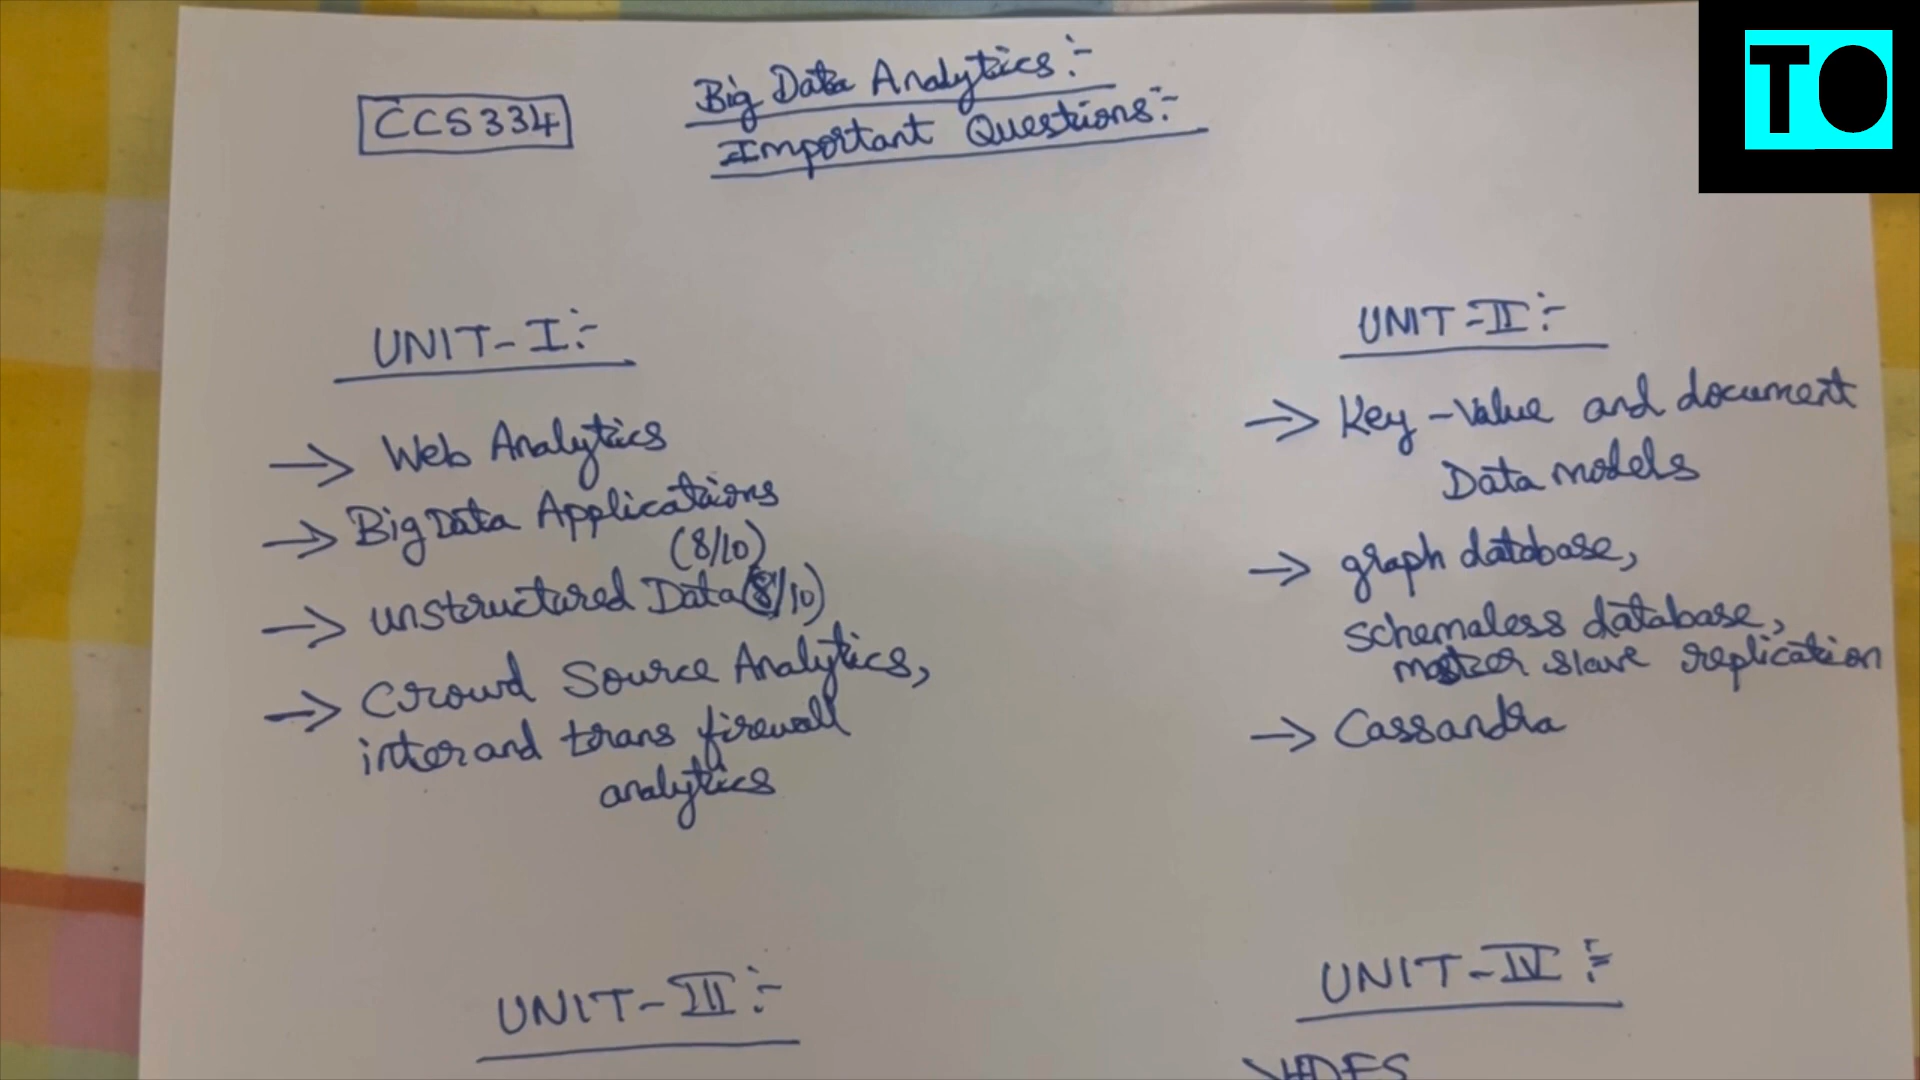 TO
CCS334
Big Data Analytics:-
Important Questions:-
UNIT-I:-
→ Web Analytics
→ Big Data Applications
(8/10)
→ unstructured Data (8/10)
→ Crowd Source Analytics,
inter and trans firewall
analytics
UNIT-II:-
→ Key-Value and document
Data models
→ graph database,
schemaless database,
master slave replication
→ Cassandra
UNIT-III:-
UNIT-IV:-
HDFS